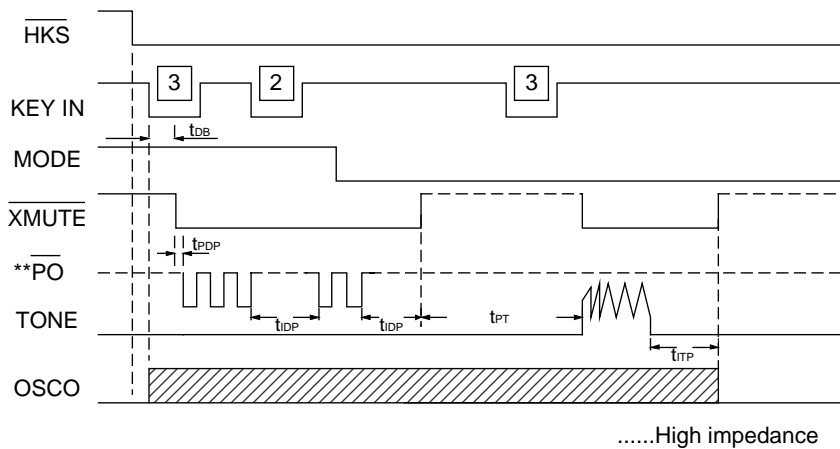 HKS
3 2 3
KEY IN
tDB
MODE
XMUTE
tPDP
**PO
tIDP tIDP tPT
TONE
tITP
OSCO
......High impedance